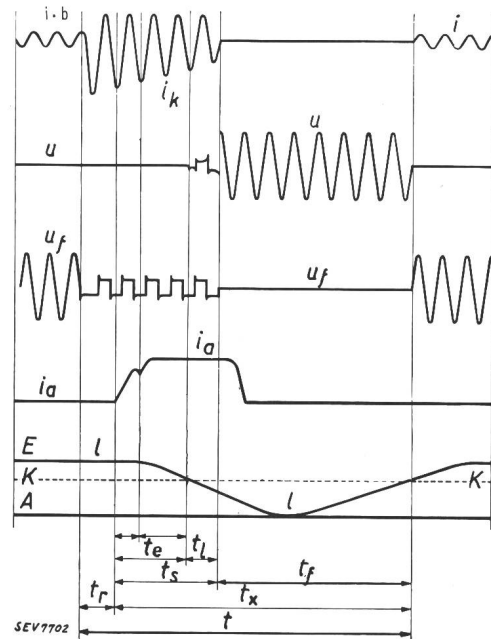 i.b
i
i_k
u
u
u_f
u_f
i_a
i_a
E l
K K
A l
t_e t_l t_f
t_s
t_r t_x
t
SEV7702